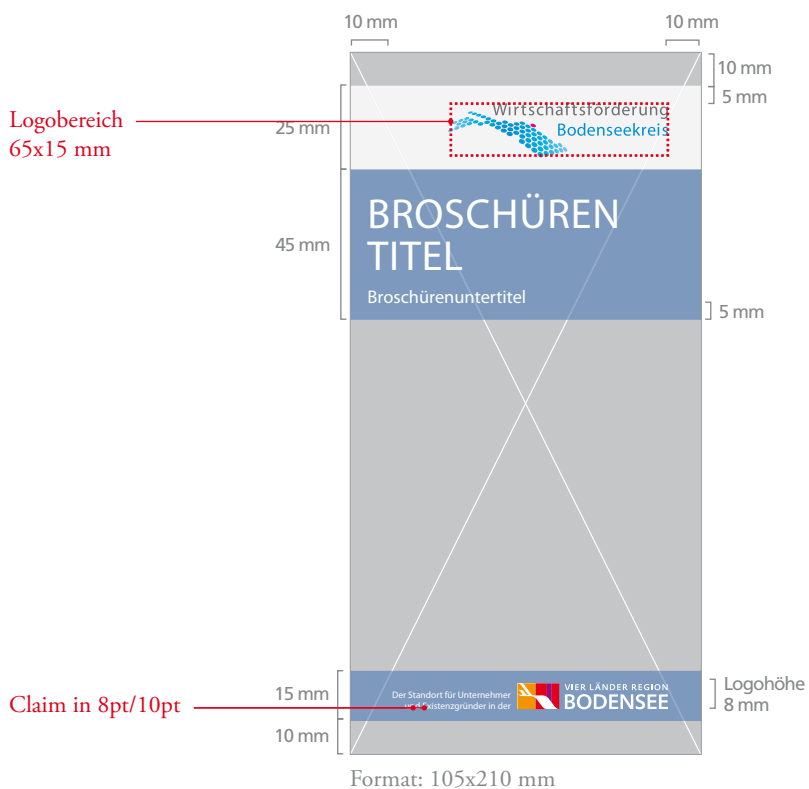 10 mm
10 mm
10 mm
5 mm
Logobereich
65x15 mm
25 mm
Wirtschaftsförderung
Bodenseekreis
45 mm
BROSCHÜREN
TITEL
Broschürenuntertitel
5 mm
Claim in 8pt/10pt
15 mm
10 mm
Der Standort für Unternehmer
und Existenzgründer in der
VIER LÄNDER REGION
BODENSEE
Logohöhe
8 mm
Format: 105x210 mm